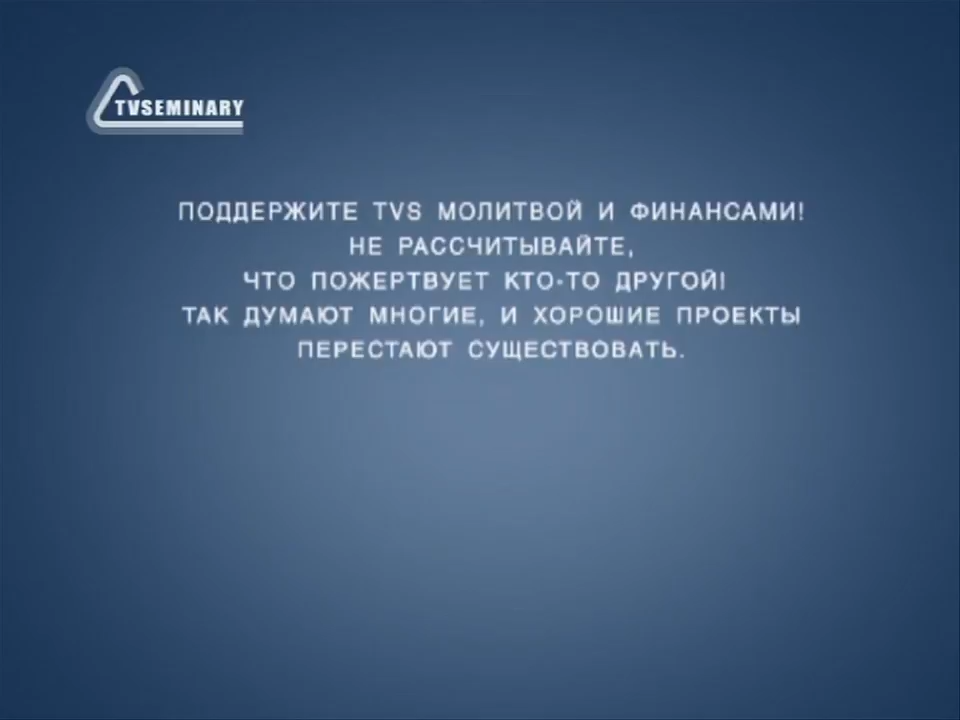 TVSEMINARY
ПОДДЕРЖИТЕ TVS МОЛИТВОЙ И ФИНАНСАМИ!
НЕ РАССЧИТЫВАЙТЕ,
ЧТО ПОЖЕРТВУЕТ КТО-ТО ДРУГОЙ!
ТАК ДУМАЮТ МНОГИЕ, И ХОРОШИЕ ПРОЕКТЫ
ПЕРЕСТАЮТ СУЩЕСТВОВАТЬ.